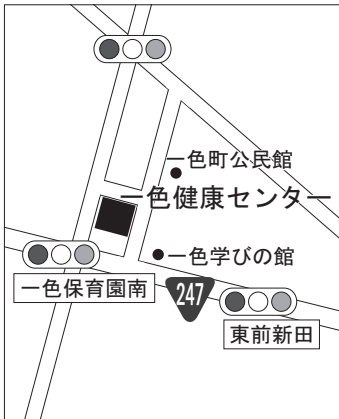 一色町公民館
一色健康センター
一色学びの館
一色保育園南
247
東前新田